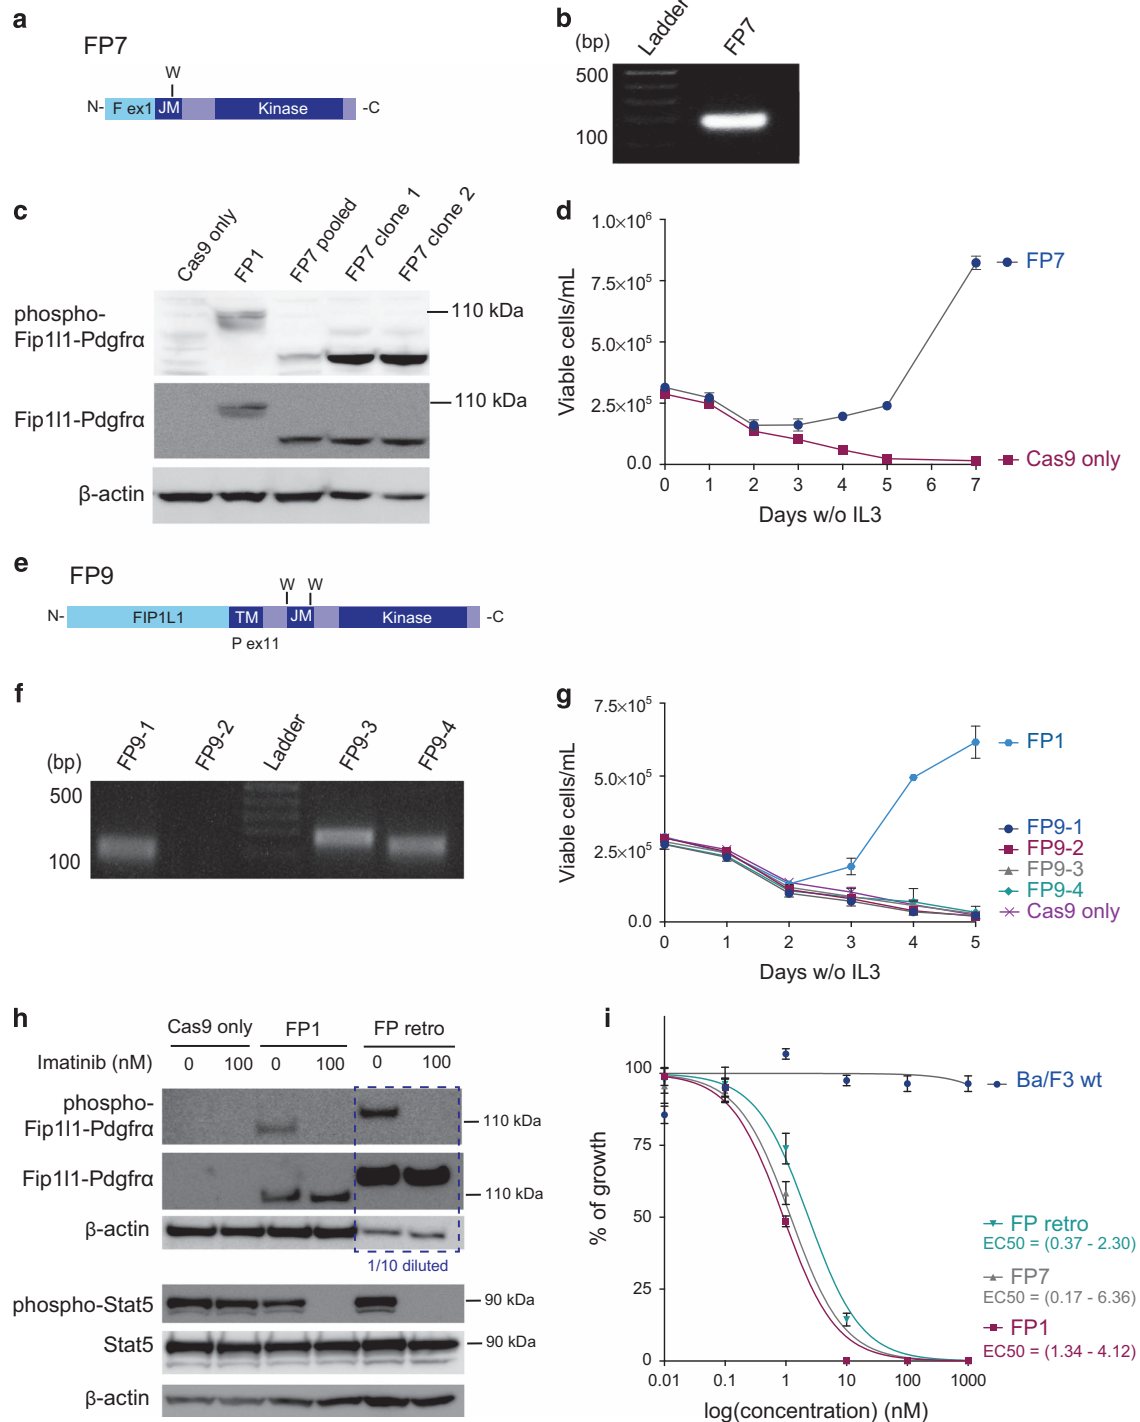 a
FP7
W
N- F ex1 JM Kinase -C
b
(bp) Ladder FP7
500
100
c
Cas9 only FP1 FP7 pooled FP7 clone 1 FP7 clone 2
phospho-
Fip1l1-Pdgfrα
110 kDa
Fip1l1-Pdgfrα
110 kDa
β-actin
d
Viable cells/mL
1.0×10⁶
7.5×10⁵
5.0×10⁵
2.5×10⁵
0.0
0 1 2 3 4 5 6 7
Days w/o IL3
FP7
Cas9 only
e
FP9
W W
N- FIP1L1 TM JM Kinase -C
P ex11
f
(bp) FP9-1 FP9-2 Ladder FP9-3 FP9-4
500
100
g
Viable cells/mL
7.5×10⁵
5.0×10⁵
2.5×10⁵
0.0
0 1 2 3 4 5
Days w/o IL3
FP1
FP9-1
FP9-2
FP9-3
FP9-4
Cas9 only
h
Cas9 only FP1 FP retro
Imatinib (nM) 0 100 0 100 0 100
phospho-
Fip1l1-Pdgfrα
110 kDa
Fip1l1-Pdgfrα
110 kDa
β-actin
1/10 diluted
phospho-Stat5
90 kDa
Stat5
90 kDa
β-actin
i
% of growth
100
75
50
25
0
0.01 0.1 1 10 100 1000
log(concentration) (nM)
Ba/F3 wt
FP retro
EC50 = (0.37 - 2.30)
FP7
EC50 = (0.17 - 6.36)
FP1
EC50 = (1.34 - 4.12)